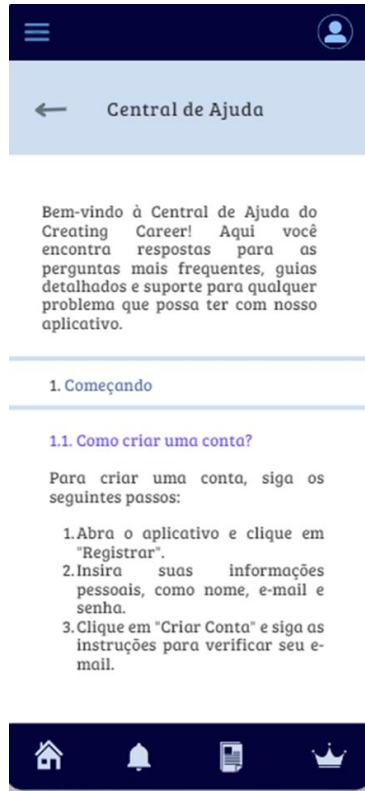 Central de Ajuda
Bem-vindo à Central de Ajuda do
Creating Career! Aqui você
encontra respostas para as
perguntas mais frequentes, guias
detalhados e suporte para qualquer
problema que possa ter com nosso
aplicativo.
1. Começando
1.1. Como criar uma conta?
Para criar uma conta, siga os
seguintes passos:
1. Abra o aplicativo e clique em
"Registrar".
2. Insira suas informações
pessoais, como nome, e-mail e
senha.
3. Clique em "Criar Conta" e siga as
instruções para verificar seu e-
mail.